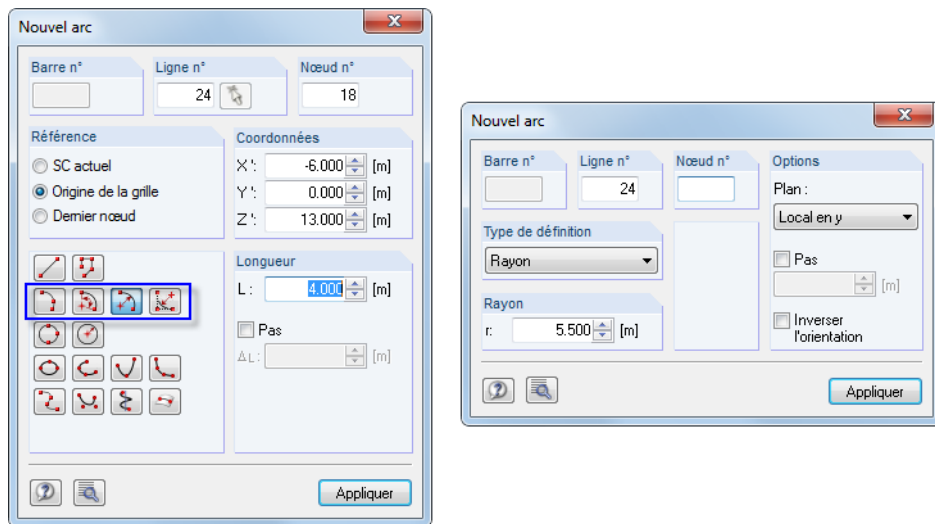 Nouvel arc
Barre n° Ligne n° Nœud n°
24 18
Référence Coordonnées
SC actuel X': -6.000 [m]
Origine de la grille Y': 0.000 [m]
Dernier nœud Z': 13.000 [m]
Longueur
L: 4.000 [m]
Pas
ΔL: [m]
Appliquer
Nouvel arc
Barre n° Ligne n° Nœud n° Options
24 Plan :
Local en y
Type de définition
Rayon Pas
[m]
Rayon
r: 5.500 [m] Inverser
l'orientation
Appliquer